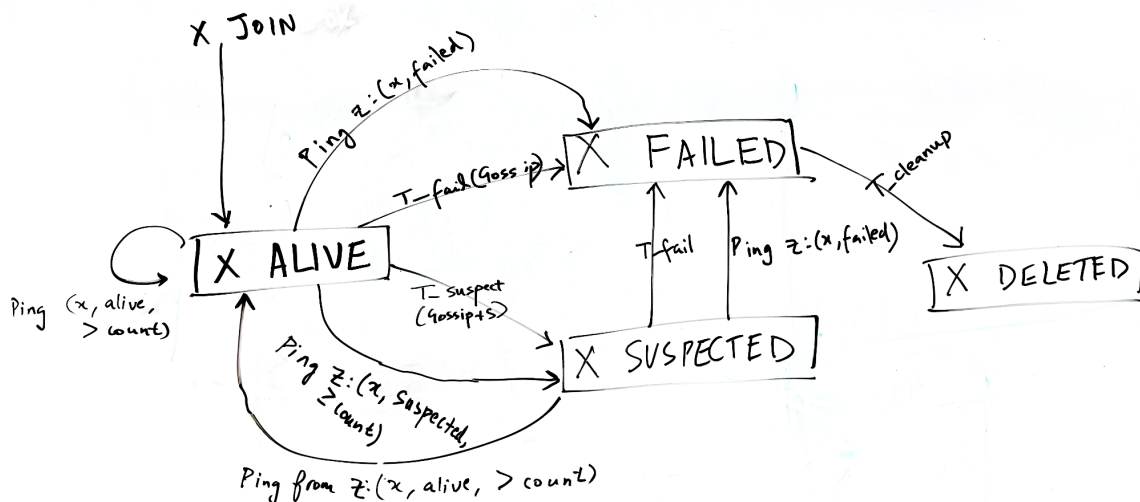 X JOIN
Ping z:(x, failed)
X FAILED
T_fail(Gossip)
T_cleanup
X ALIVE
T_fail
Ping z:(x, failed)
X DELETED
Ping (x, alive,
> count)
T_suspect
(Gossip+S)
X SUSPECTED
Ping z:(x, suspected,
≥ count)
Ping from z:(x, alive, > count)